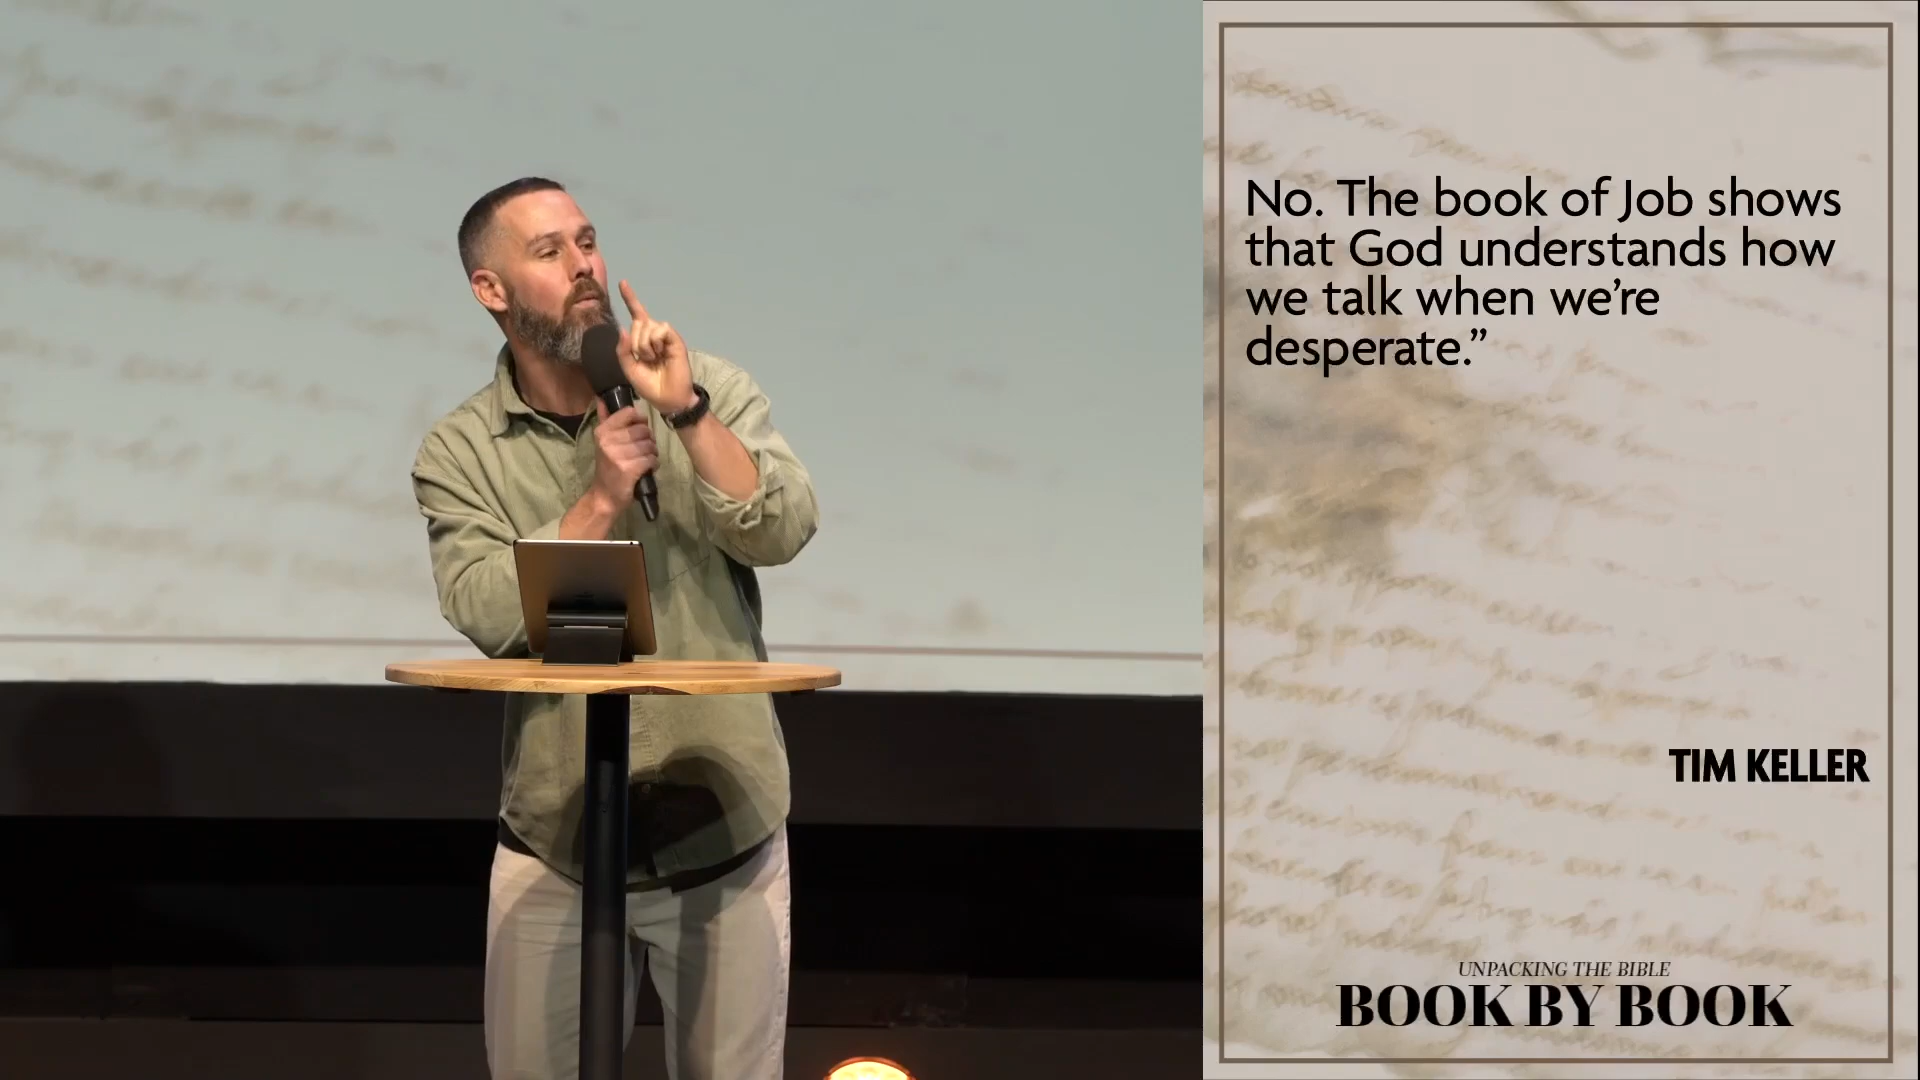 No. The book of Job shows
that God understands how
we talk when we’re
desperate.”
TIM KELLER
UNPACKING THE BIBLE
BOOK BY BOOK